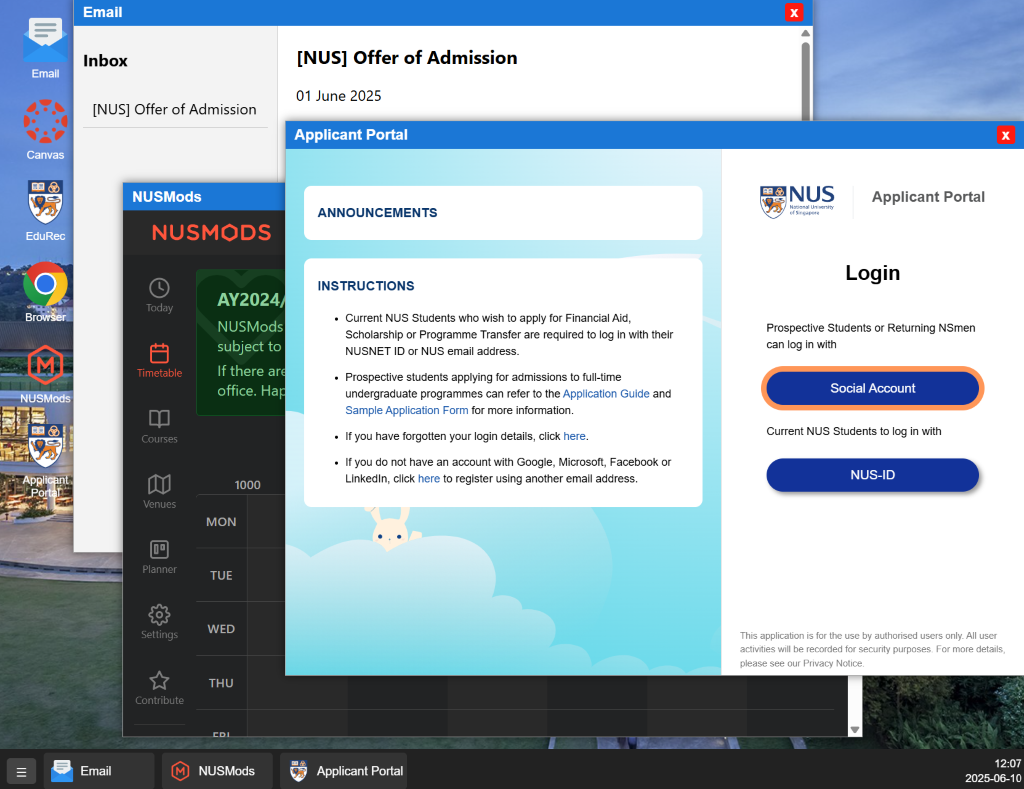 Email
Canvas
EduRec
Browser
NUSMods
Applicant
Portal
Email
x
Inbox
[NUS] Offer of Admission
[NUS] Offer of Admission
01 June 2025
NUSMods
NUSMODS
Today
Timetable
Courses
Venues
Planner
Settings
Contribute
AY2024/
NUSMods
subject to
If there are
office. Hap
1000
MON
TUE
WED
THU
FRI
Applicant Portal
x
ANNOUNCEMENTS
INSTRUCTIONS
• Current NUS Students who wish to apply for Financial Aid,
Scholarship or Programme Transfer are required to log in with their
NUSNET ID or NUS email address.
• Prospective students applying for admissions to full-time
undergraduate programmes can refer to the Application Guide and
Sample Application Form for more information.
• If you have forgotten your login details, click here.
• If you do not have an account with Google, Microsoft, Facebook or
LinkedIn, click here to register using another email address.
NUS
National University
of Singapore
Applicant Portal
Login
Prospective Students or Returning NSmen
can log in with
Social Account
Current NUS Students to log in with
NUS-ID
This application is for the use by authorised users only. All user
activities will be recorded for security purposes. For more details,
please see our Privacy Notice.
☰
Email
NUSMods
Applicant Portal
12:07
2025-06-10